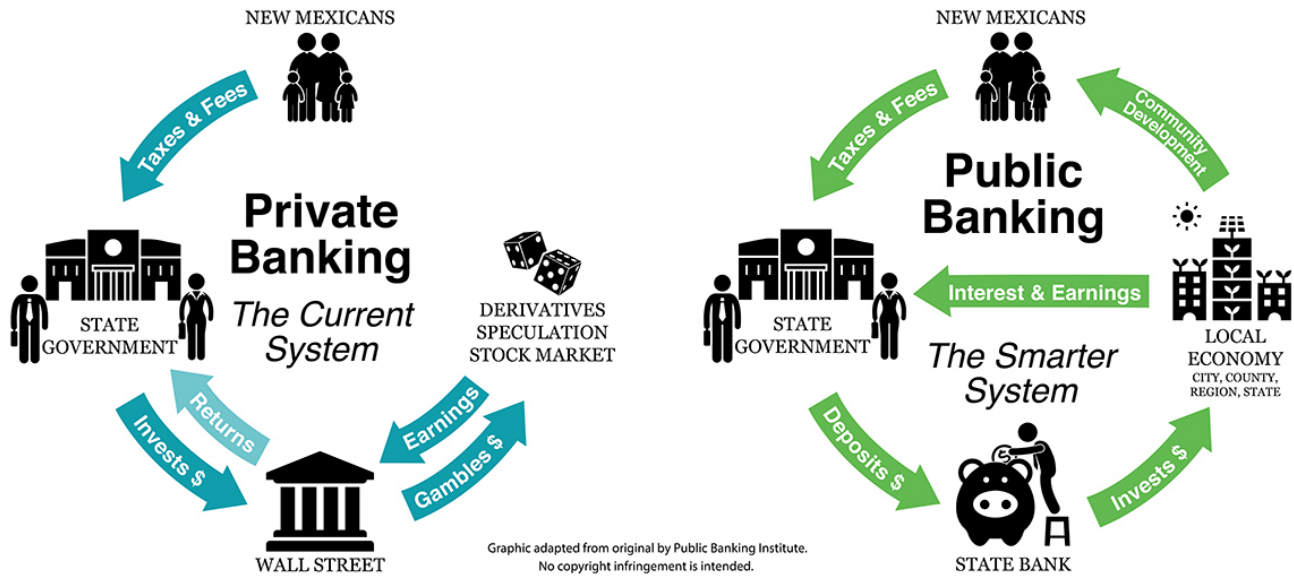 NEW MEXICANS
Taxes & Fees
Private
Banking
The Current
System
STATE
GOVERNMENT
DERIVATIVES
SPECULATION
STOCK MARKET
Returns
Invests $
Earnings
Gambles $
WALL STREET
NEW MEXICANS
Taxes & Fees
Community
Development
Public
Banking
Interest & Earnings
STATE
GOVERNMENT
The Smarter
System
LOCAL
ECONOMY
CITY, COUNTY,
REGION, STATE
Deposits $
Invests $
STATE BANK
Graphic adapted from original by Public Banking Institute.
No copyright infringement is intended.